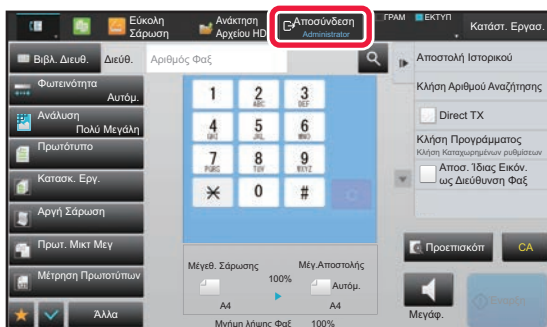 Εύκολη
Σάρωση
Ανάκτηση
Αρχείου HD
Αποσύνδεση
Administrator
ΓΡΑΜ
ΕΚΤΥΠ
Κατάστ. Εργασ.
Βιβλ. Διευθ.
Διεύθ.
Αριθμός Φαξ
Αποστολή Ιστορικού
Φωτεινότητα
Αυτόμ.
Κλήση Αριθμού Αναζήτησης
Ανάλυση
Πολύ Μεγάλη
Direct TX
Πρωτότυπο
Κλήση Προγράμματος
Κλήση Καταχωρημένων ρυθμίσεων
Κατασκ. Εργ.
Αποσ. Ίδιας Εικόν.
ως Διεύθυνση Φαξ
Αργή Σάρωση
Πρωτ. Μικτ Μεγ
Μέτρηση Πρωτοτύπων
Άλλα
1
2 ABC
3 DEF
4 GHI
5 JKL
6 MNO
7 PQRS
8 TUV
9 WXYZ
0
#
Μέγεθ. Σάρωσης
100%
Μέγ.Αποστολής
Αυτόμ.
A4
A4
Μνήμη λήψης Φαξ 100%
Προεπισκόπ
CA
Μεγάφ.
Έναρξη